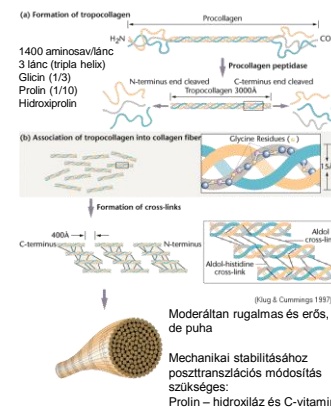 (a) Formation of tropocollagen
Procollagen
H₂N
CO
1400 aminosav/lánc
3 lánc (tripla helix)
Glicin (1/3)
Prolin (1/10)
Hidroxiprolin
Procollagen peptidase
N-terminus end cleaved
C-terminus end cleaved
Tropocollagen 3000Å
(b) Association of tropocollagen into collagen fiber
Glycine Residues
15Å
Formation of cross-links
400Å
C-terminus
N-terminus
Aldol
cross-lin
Aldol-histidine
cross-link
(Klug & Cummings 1997)
Moderáltan rugalmas és erős,
de puha
Mechanikai stabilitásához
poszttranszlációs módosítás
szükséges:
Prolin – hidroxiláz és C-vitamin